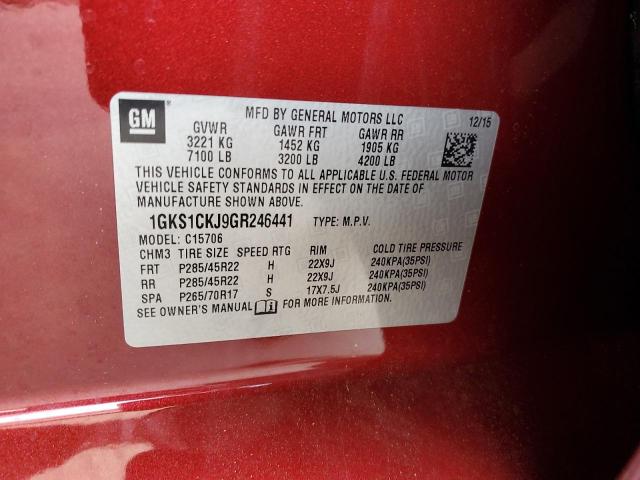 GM
MFD BY GENERAL MOTORS LLC
12/15
GVWR GAWR FRT GAWR RR
3221 KG 1452 KG 1905 KG
7100 LB 3200 LB 4200 LB
THIS VEHICLE CONFORMS TO ALL APPLICABLE U.S. FEDERAL MOTOR
VEHICLE SAFETY STANDARDS IN EFFECT ON THE DATE OF
MANUFACTURE SHOWN ABOVE.
1GKS1CKJ9GR246441 TYPE: M.P.V.
MODEL: C15706
CHM3 TIRE SIZE SPEED RTG RIM COLD TIRE PRESSURE
FRT P285/45R22 H 22X9J 240KPA(35PSI)
RR P285/45R22 H 22X9J 240KPA(35PSI)
SPA P265/70R17 S 17X7.5J 240KPA(35PSI)
SEE OWNER'S MANUAL FOR MORE INFORMATION.